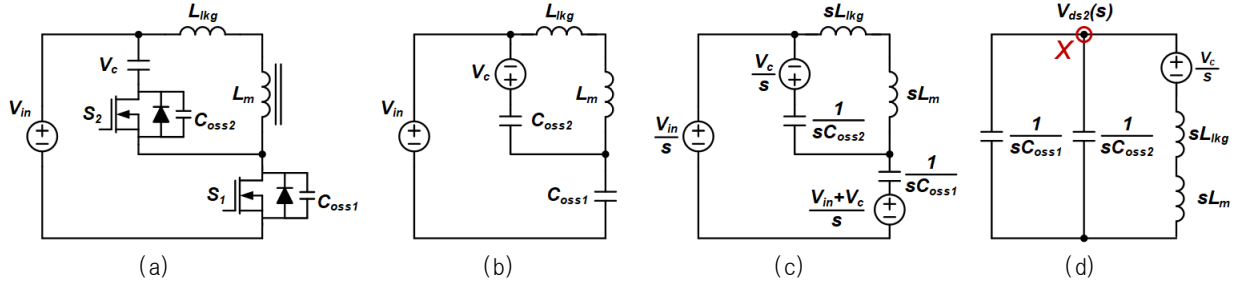 L_lkg
V_c
V_in
S_2
C_oss2
L_m
S_1
C_oss1
(a)
L_lkg
V_c
V_in
L_m
C_oss2
C_oss1
(b)
sL_lkg
V_c/s
V_in/s
sL_m
1/sC_oss2
1/sC_oss1
V_in+V_c/s
(c)
V_ds2(s)
X
V_c/s
1/sC_oss1
1/sC_oss2
sL_lkg
sL_m
(d)